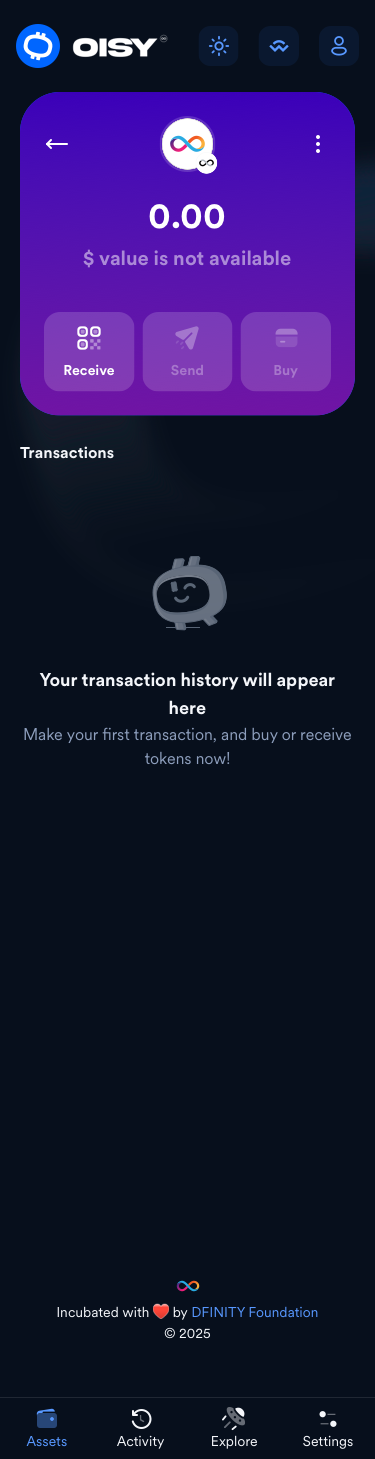 OISY
0.00
$ value is not available
Receive
Send
Buy
Transactions
Your transaction history will appear
here
Make your first transaction, and buy or receive
tokens now!
Incubated with ❤️ by DFINITY Foundation
© 2025
Assets
Activity
Explore
Settings